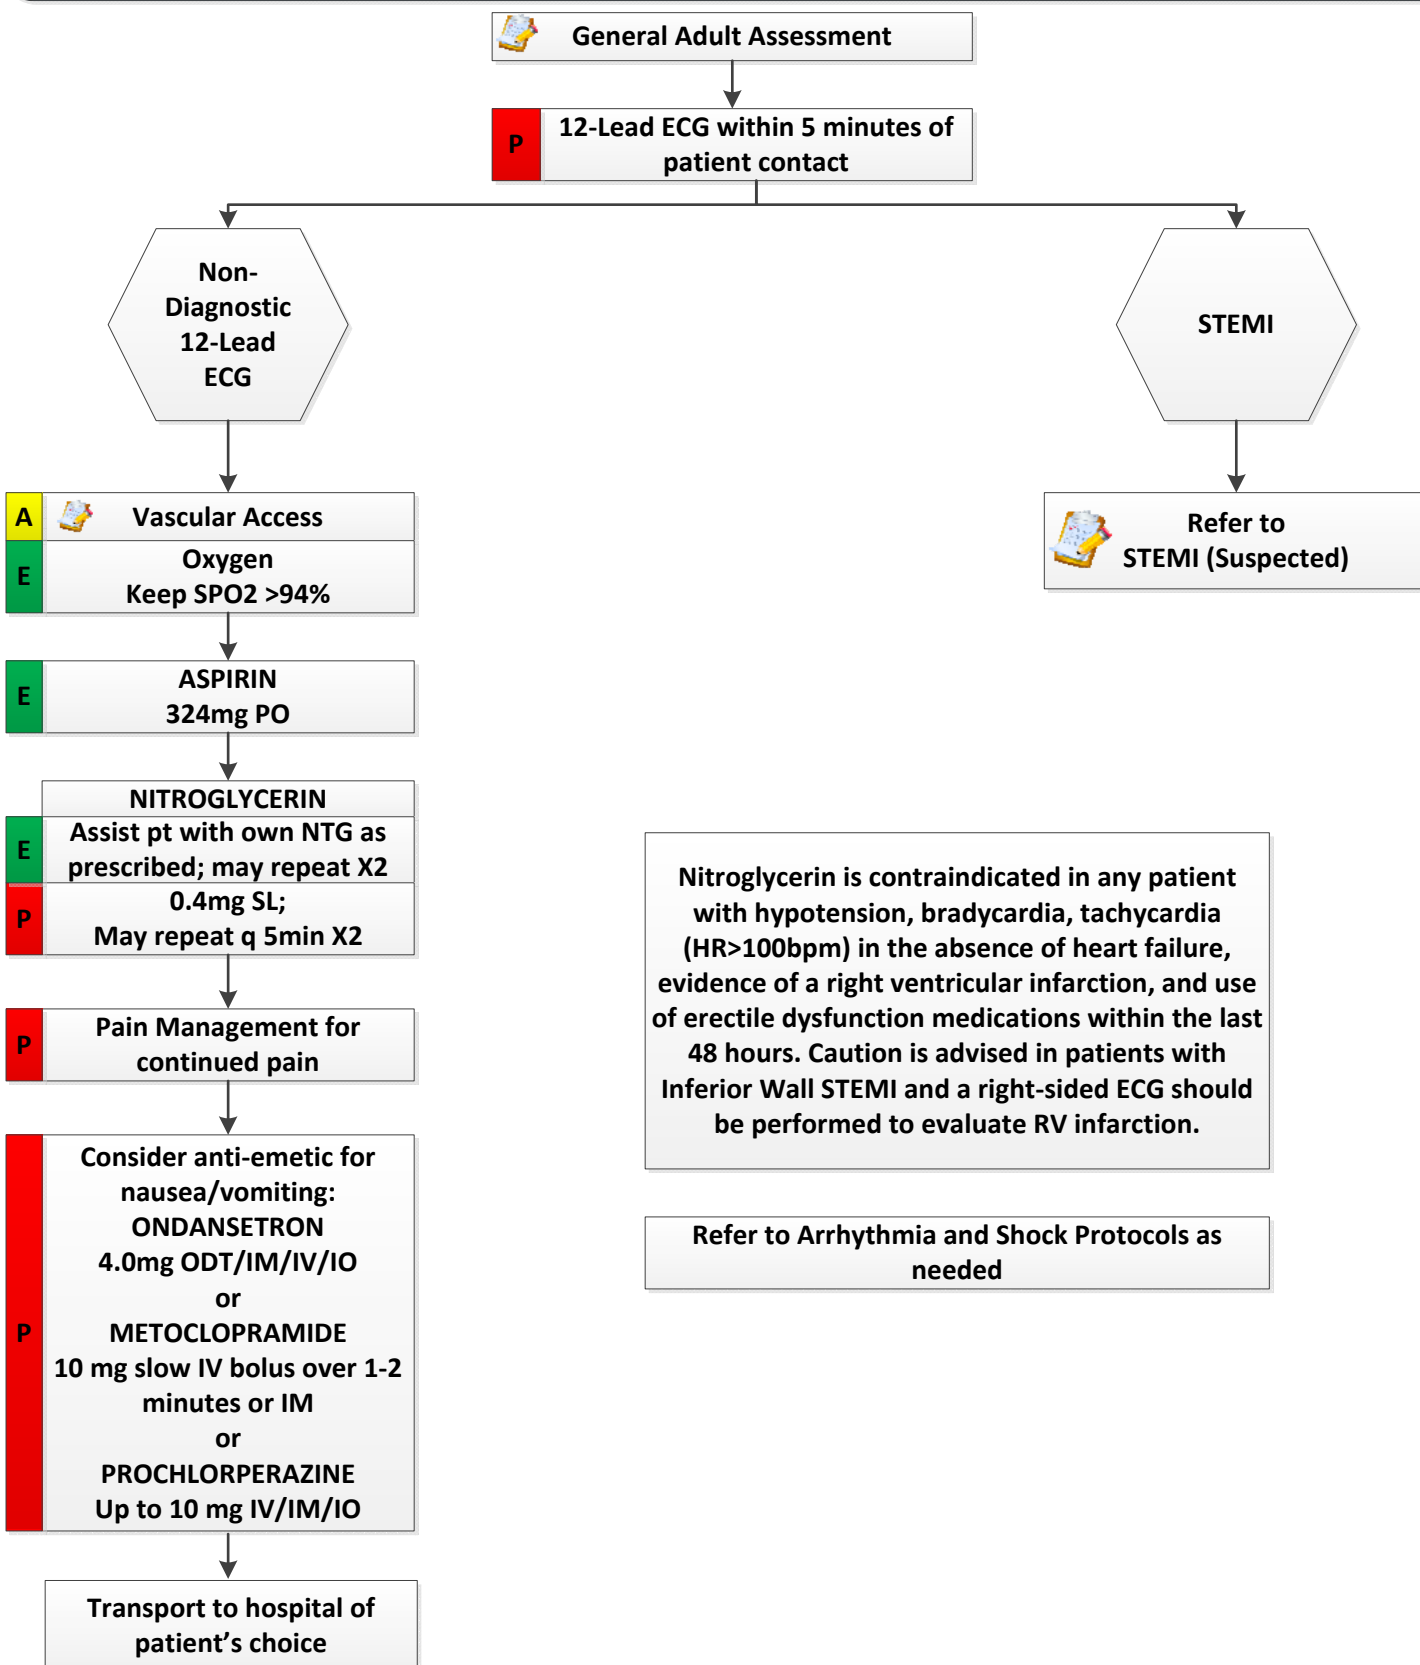 General Adult Assessment
P
12-Lead ECG within 5 minutes of
patient contact
Non-
Diagnostic
12-Lead
ECG
STEMI
A
Vascular Access
E
Oxygen
Keep SPO2 >94%
Refer to
STEMI (Suspected)
E
ASPIRIN
324mg PO
NITROGLYCERIN
E
Assist pt with own NTG as
prescribed; may repeat X2
P
0.4mg SL;
May repeat q 5min X2
P
Pain Management for
continued pain
P
Consider anti-emetic for
nausea/vomiting:
ONDANSETRON
4.0mg ODT/IM/IV/IO
or
METOCLOPRAMIDE
10 mg slow IV bolus over 1-2
minutes or IM
or
PROCHLORPERAZINE
Up to 10 mg IV/IM/IO
Transport to hospital of
patient’s choice
Nitroglycerin is contraindicated in any patient
with hypotension, bradycardia, tachycardia
(HR>100bpm) in the absence of heart failure,
evidence of a right ventricular infarction, and use
of erectile dysfunction medications within the last
48 hours. Caution is advised in patients with
Inferior Wall STEMI and a right-sided ECG should
be performed to evaluate RV infarction.
Refer to Arrhythmia and Shock Protocols as
needed